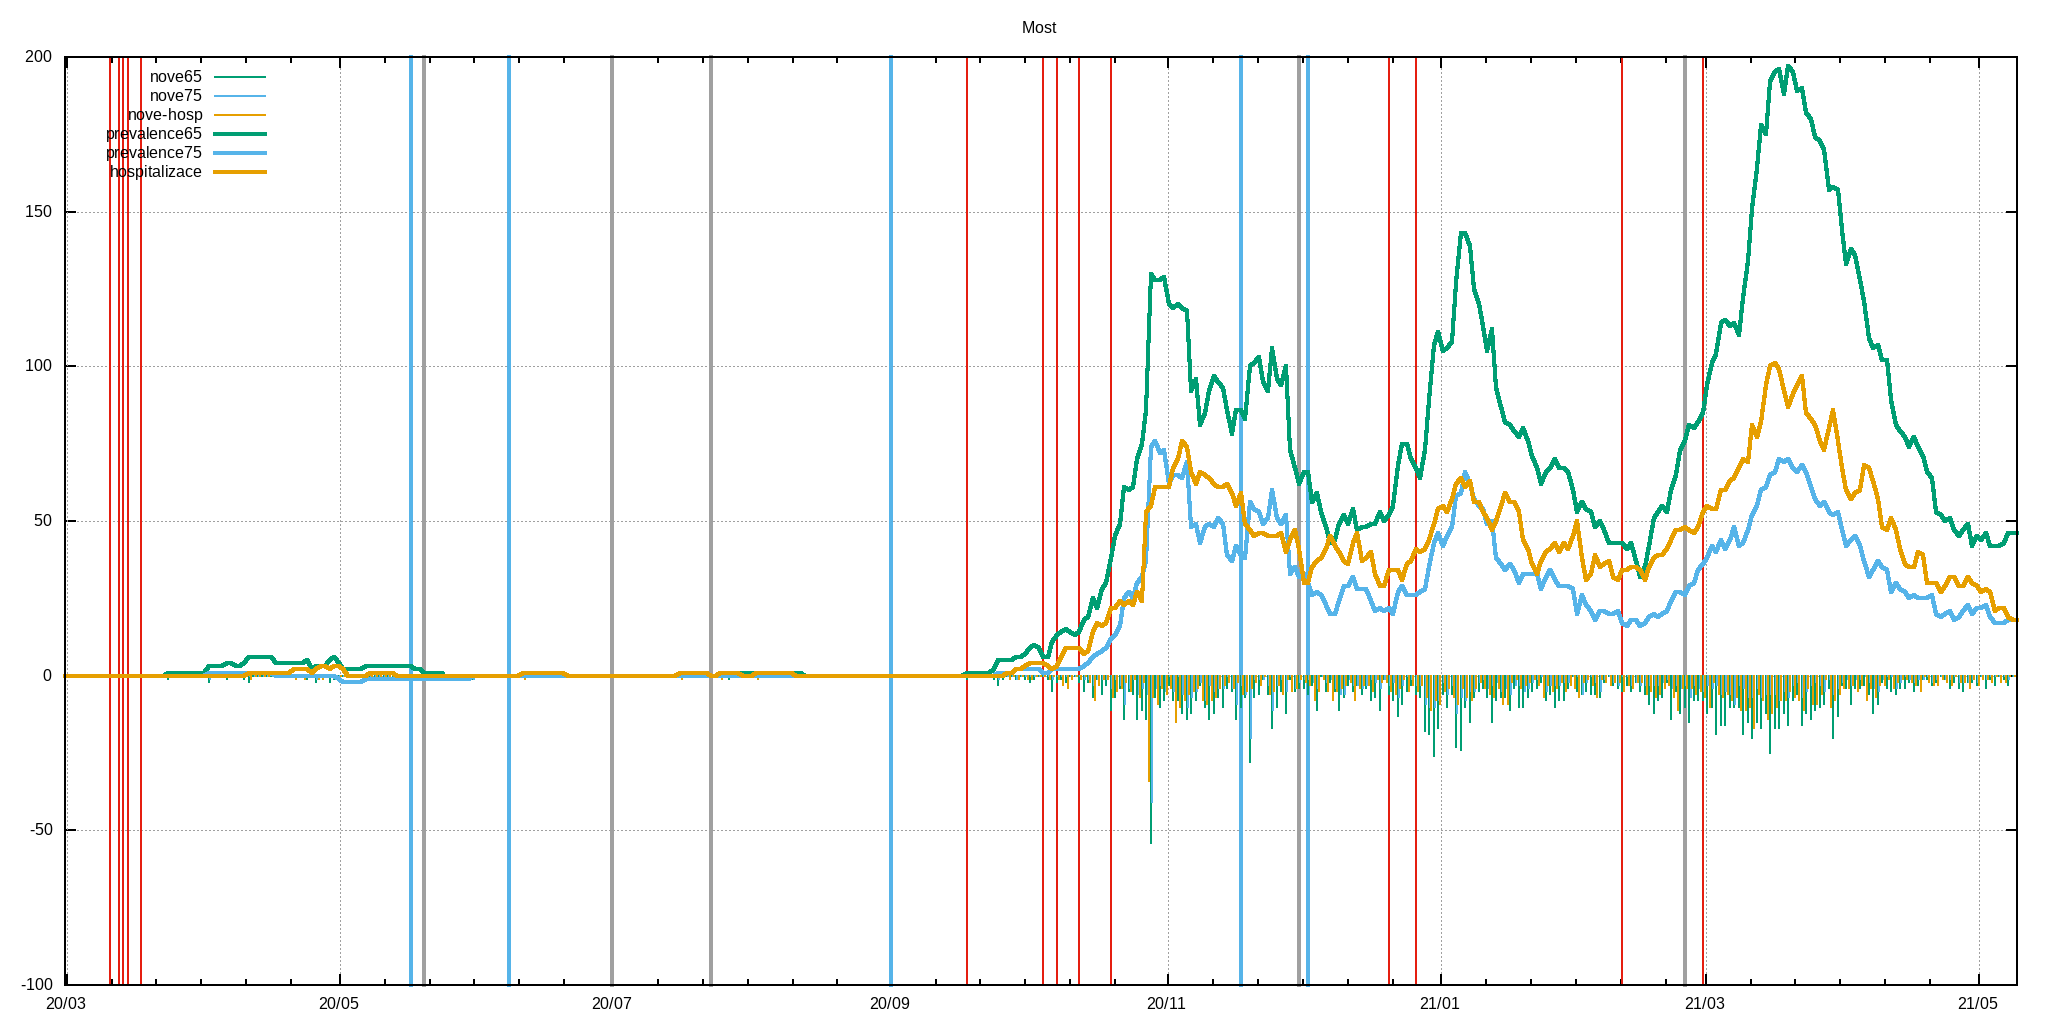 Most
200
nove65
nove75
nove-hosp
prevalence65
prevalence75
hospitalizace
150
100
50
0
-50
-100
20/03 20/05 20/07 20/09 20/11 21/01 21/03 21/05